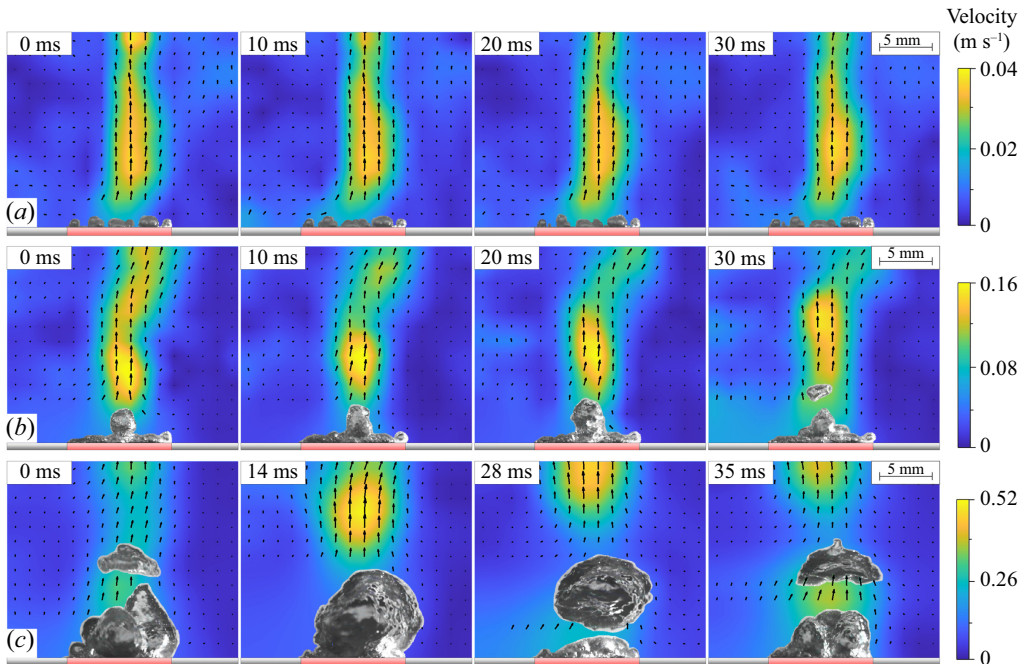 Velocity
(m s⁻¹)
0 ms
10 ms
20 ms
30 ms
5 mm
0.04
0.02
0
(a)
0 ms
10 ms
20 ms
30 ms
5 mm
0.16
0.08
0
(b)
0 ms
14 ms
28 ms
35 ms
5 mm
0.52
0.26
0
(c)